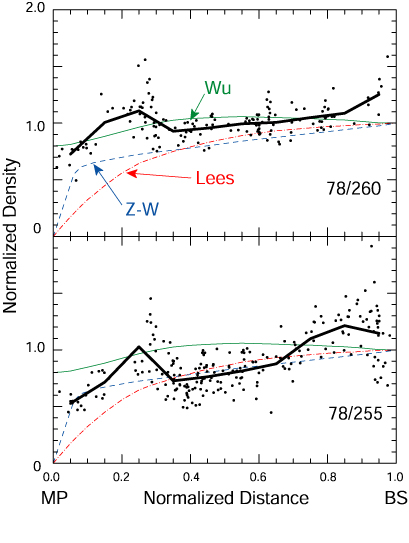 2.0
Wu
1.0
Lees
78/260
Z-W
0
Normalized Density
1.0
78/255
0
0.0 0.2 0.4 0.6 0.8 1.0
MP Normalized Distance BS